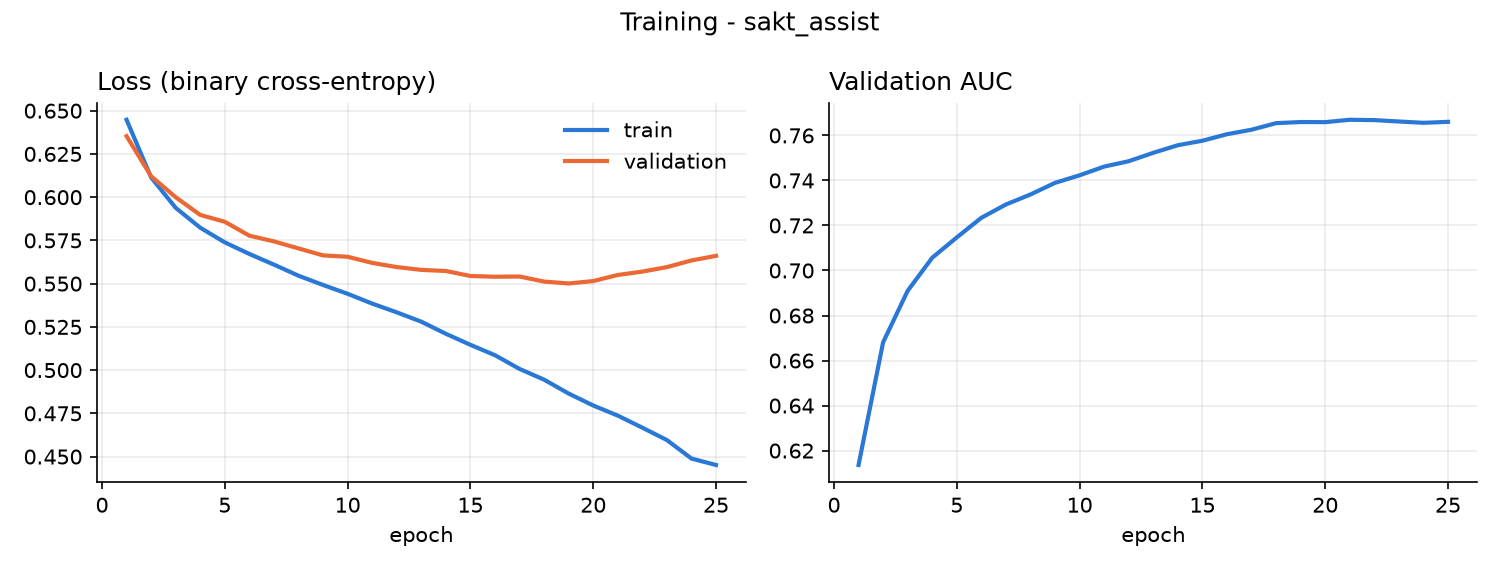 Training - sakt_assist
Loss (binary cross-entropy)
0.650
0.625
0.600
0.575
0.550
0.525
0.500
0.475
0.450
0 5 10 15 20 25
epoch
train
validation
Validation AUC
0.76
0.74
0.72
0.70
0.68
0.66
0.64
0.62
0 5 10 15 20 25
epoch